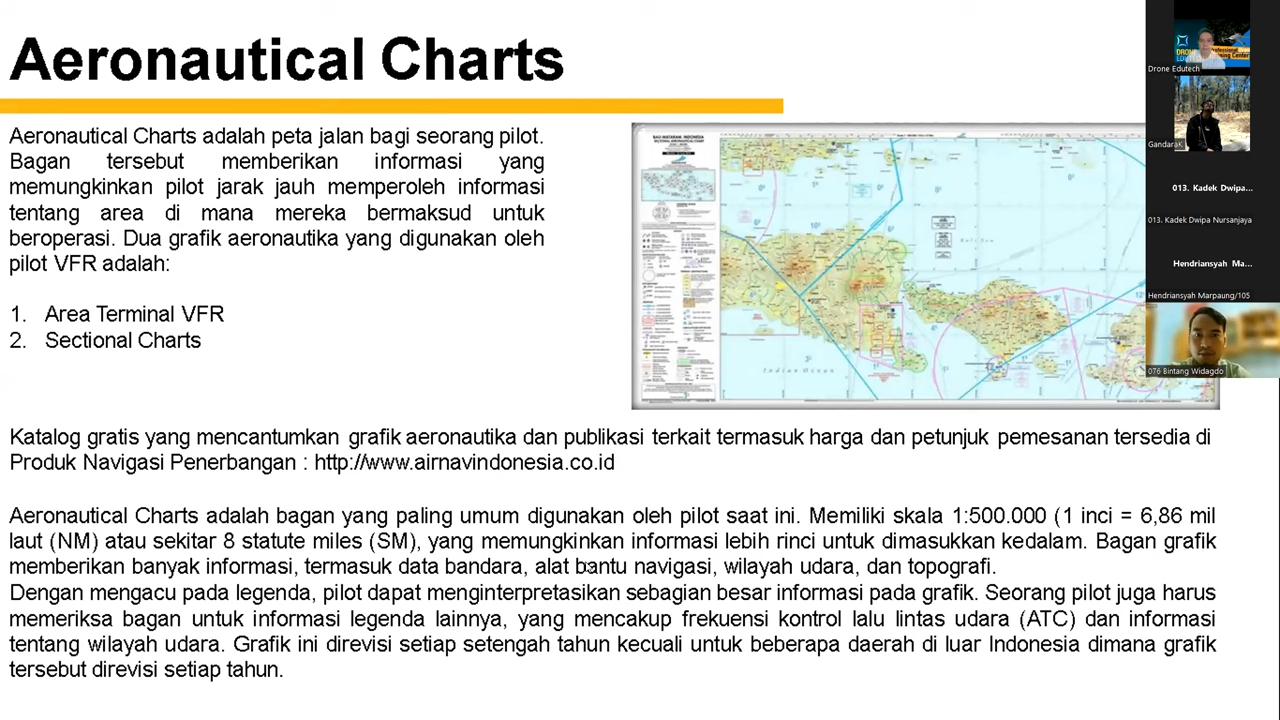 Aeronautical Charts
Aeronautical Charts adalah peta jalan bagi seorang pilot.
Bagan tersebut memberikan informasi yang
memungkinkan pilot jarak jauh memperoleh informasi
tentang area di mana mereka bermaksud untuk
beroperasi. Dua grafik aeronautika yang digunakan oleh
pilot VFR adalah:
1. Area Terminal VFR
2. Sectional Charts
Indian Ocean
Katalog gratis yang mencantumkan grafik aeronautika dan publikasi terkait termasuk harga dan petunjuk pemesanan tersedia di
Produk Navigasi Penerbangan : http://www.airnavindonesia.co.id
Aeronautical Charts adalah bagan yang paling umum digunakan oleh pilot saat ini. Memiliki skala 1:500.000 (1 inci = 6,86 mil
laut (NM) atau sekitar 8 statute miles (SM), yang memungkinkan informasi lebih rinci untuk dimasukkan kedalam. Bagan grafik
memberikan banyak informasi, termasuk data bandara, alat bantu navigasi, wilayah udara, dan topografi.
Dengan mengacu pada legenda, pilot dapat menginterpretasikan sebagian besar informasi pada grafik. Seorang pilot juga harus
memeriksa bagan untuk informasi legenda lainnya, yang mencakup frekuensi kontrol lalu lintas udara (ATC) dan informasi
tentang wilayah udara. Grafik ini direvisi setiap setengah tahun kecuali untuk beberapa daerah di luar Indonesia dimana grafik
tersebut direvisi setiap tahun.
Drone Edutech
GandaraK
013. Kadek Dwipa...
013. Kadek Dwipa Nursanjaya
Hendriansyah Ma...
Hendriansyah Marpaung/105
076 Bintang Widagdo